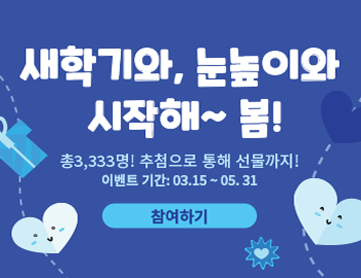 새학기와, 눈높이와
시작해~ 봄!
총3,333명! 추첨으로 통해 선물까지!
이벤트 기간: 03.15 ~ 05. 31
참여하기